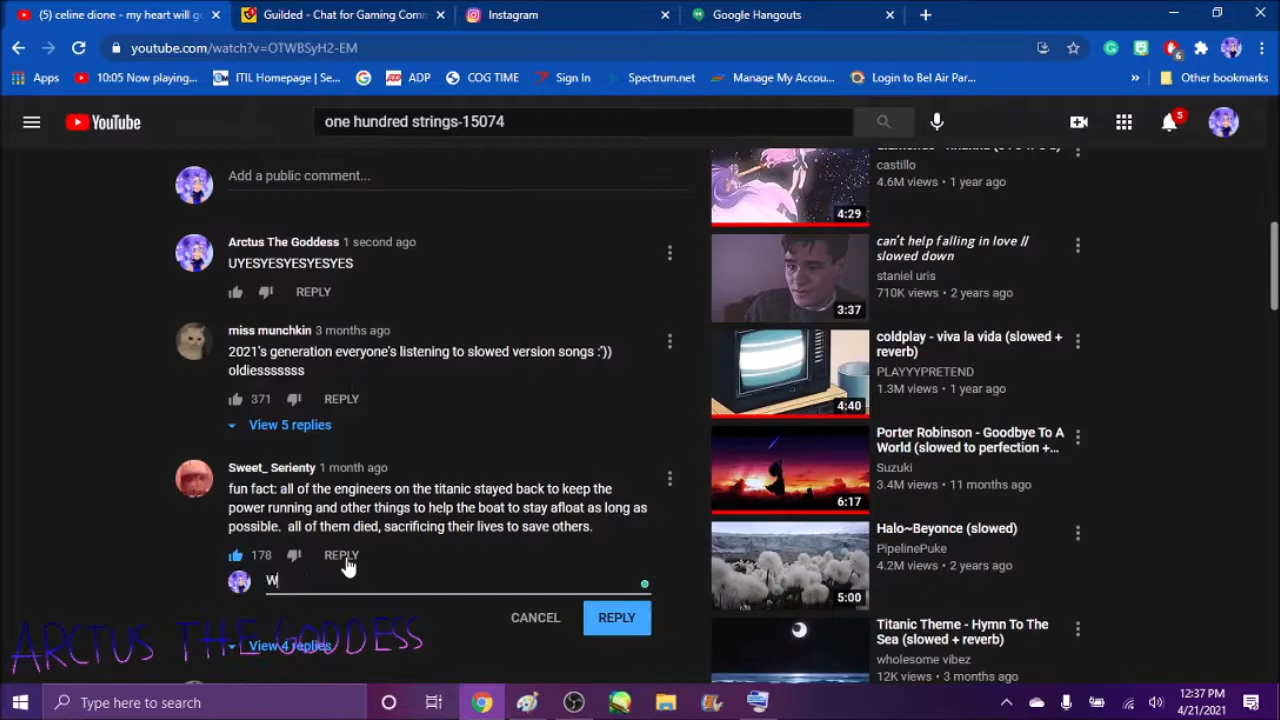 (5) celine dione - my heart will go
Guilded - Chat for Gaming Com
Instagram
Google Hangouts
youtube.com/watch?v=OTWBSyH2-EM
6
Apps
10:05 Now playing...
ITIL Homepage | Se...
ADP
COG TIME
Sign In
Spectrum.net
Manage My Accou...
Login to Bel Air Par...
»
Other bookmarks
YouTube
one hundred strings-15074
5
Add a public comment...
Arctus The Goddess 1 second ago
UYESYESYESYESYES
REPLY
miss munchkin 3 months ago
2021's generation everyone's listening to slowed version songs :'))
oldiesssssss
371 REPLY
View 5 replies
Sweet_ Serienty 1 month ago
fun fact: all of the engineers on the titanic stayed back to keep the
power running and other things to help the boat to stay afloat as long as
possible. all of them died, sacrificing their lives to save others.
178 REPLY
W
CANCEL REPLY
View 4 replies
ARCTUS THE GODDESS
castillo
4.6M views • 1 year ago
4:29
can't help falling in love //
slowed down
staniel uris
710K views • 2 years ago
3:37
coldplay - viva la vida (slowed +
reverb)
PLAYYYPRETEND
1.3M views • 1 year ago
4:40
Porter Robinson - Goodbye To A
World (slowed to perfection +...
Suzuki
3.4M views • 11 months ago
6:17
Halo~Beyonce (slowed)
PipelinePuke
4.2M views • 2 years ago
5:00
Titanic Theme - Hymn To The
Sea (slowed + reverb)
wholesome vibez
12K views • 3 months ago
Type here to search
12:37 PM
4/21/2021